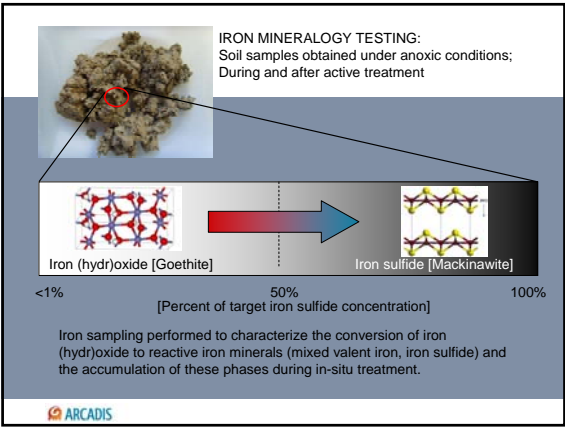 IRON MINERALOGY TESTING:
Soil samples obtained under anoxic conditions;
During and after active treatment
Iron (hydr)oxide [Goethite]
Iron sulfide [Mackinawite]
<1%
50%
100%
[Percent of target iron sulfide concentration]
Iron sampling performed to characterize the conversion of iron
(hydr)oxide to reactive iron minerals (mixed valent iron, iron sulfide) and
the accumulation of these phases during in-situ treatment.
ARCADIS